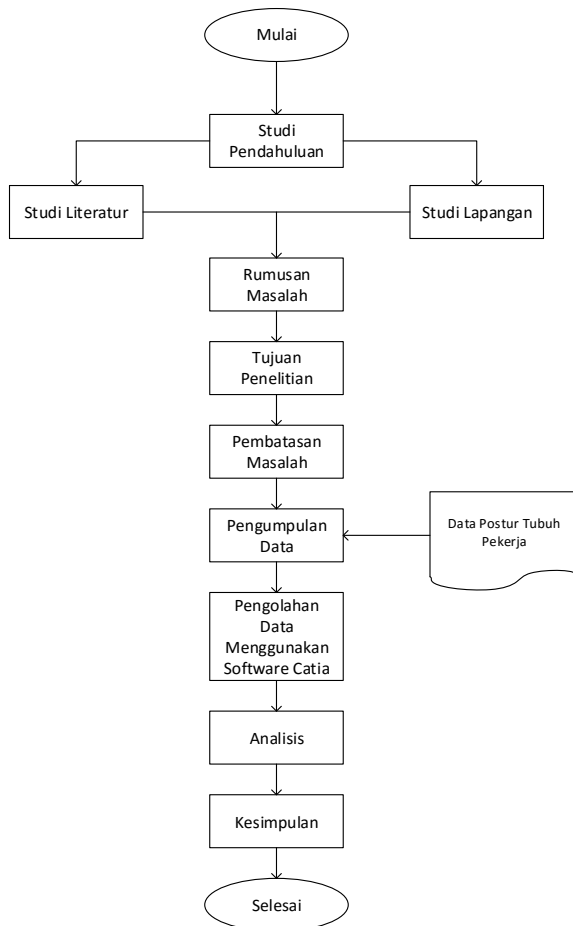 Mulai
Studi
Pendahuluan
Studi Literatur
Studi Lapangan
Rumusan
Masalah
Tujuan
Penelitian
Pembatasan
Masalah
Pengumpulan
Data
Data Postur Tubuh
Pekerja
Pengolahan
Data
Menggunakan
Software Catia
Analisis
Kesimpulan
Selesai